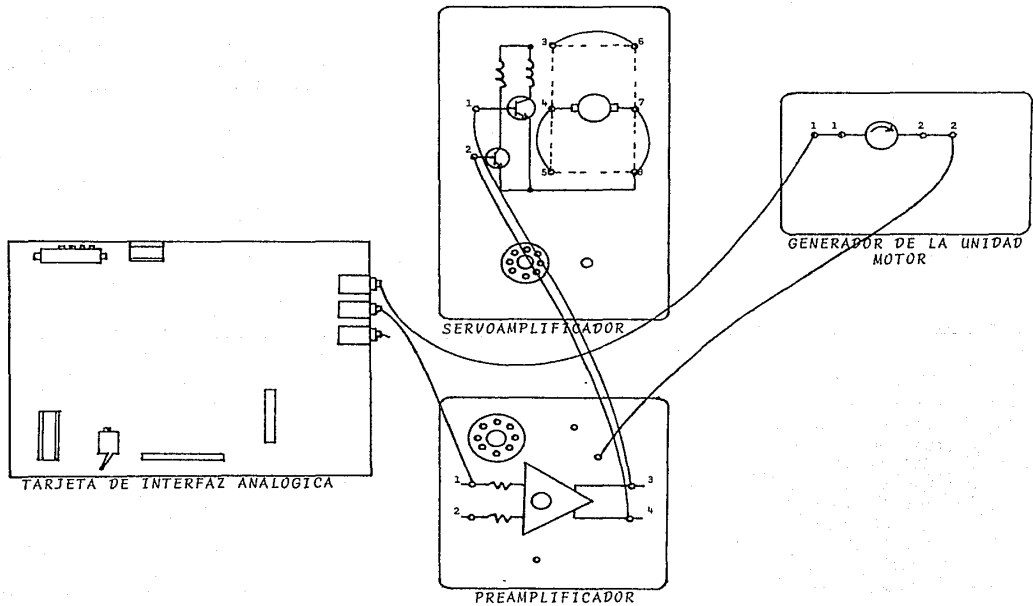 3 6
1 4 7
2
5 8
SERVOAMPLIFICADOR
1 1 2 2
GENERADOR DE LA UNIDAD
MOTOR
TARJETA DE INTERFAZ ANALOGICA
1 3
2 4
PREAMPLIFICADOR